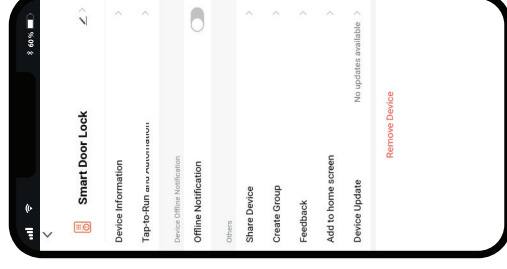 60 %
Smart Door Lock
Device Information
Tap-to-Run and Automation
Device Offline Notification
Offline Notification
Others
Share Device
Create Group
Feedback
Add to home screen
Device Update No updates available
Remove Device